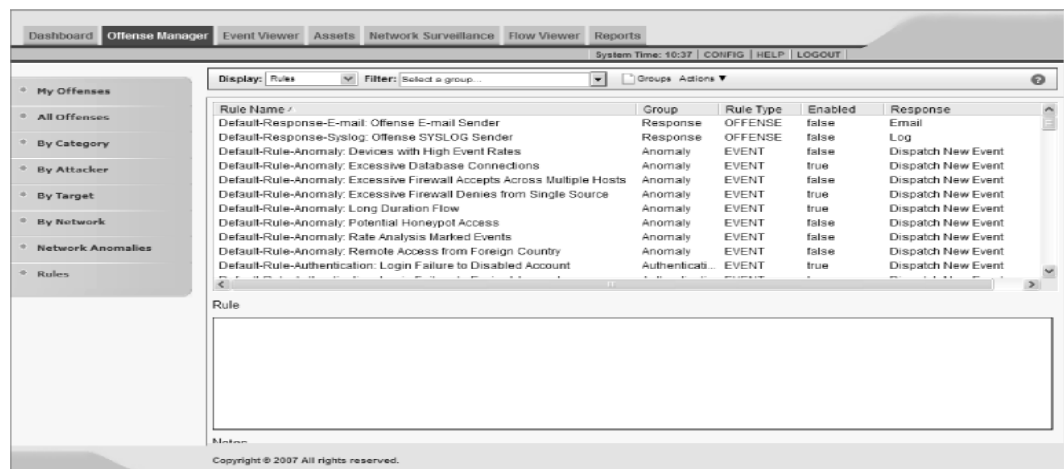 Dashboard Offense Manager Event Viewer Assets Network Surveillance Flow Viewer Reports
System Time: 10:37 | CONFIG | HELP | LOGOUT
My Offenses
All Offenses
By Category
By Attacker
By Target
By Network
Network Anomalies
Rules
Display: Rules Filter: Select a group... Groups Actions ▼
Rule Name Group Rule Type Enabled Response
Default-Response-E-mail: Offense E-mail Sender Response OFFENSE false Email
Default-Response-Syslog: Offense SYSLOG Sender Response OFFENSE false Log
Default-Rule-Anomaly: Devices with High Event Rates Anomaly EVENT false Dispatch New Event
Default-Rule-Anomaly: Excessive Database Connections Anomaly EVENT true Dispatch New Event
Default-Rule-Anomaly: Excessive Firewall Accepts Across Multiple Hosts Anomaly EVENT false Dispatch New Event
Default-Rule-Anomaly: Excessive Firewall Denies from Single Source Anomaly EVENT true Dispatch New Event
Default-Rule-Anomaly: Long Duration Flow Anomaly EVENT true Dispatch New Event
Default-Rule-Anomaly: Potential Honeypot Access Anomaly EVENT false Dispatch New Event
Default-Rule-Anomaly: Rate Analysis Marked Events Anomaly EVENT false Dispatch New Event
Default-Rule-Anomaly: Remote Access from Foreign Country Anomaly EVENT false Dispatch New Event
Default-Rule-Authentication: Login Failure to Disabled Account Authenticati... EVENT true Dispatch New Event
Rule
Notes
Copyright © 2007 All rights reserved.